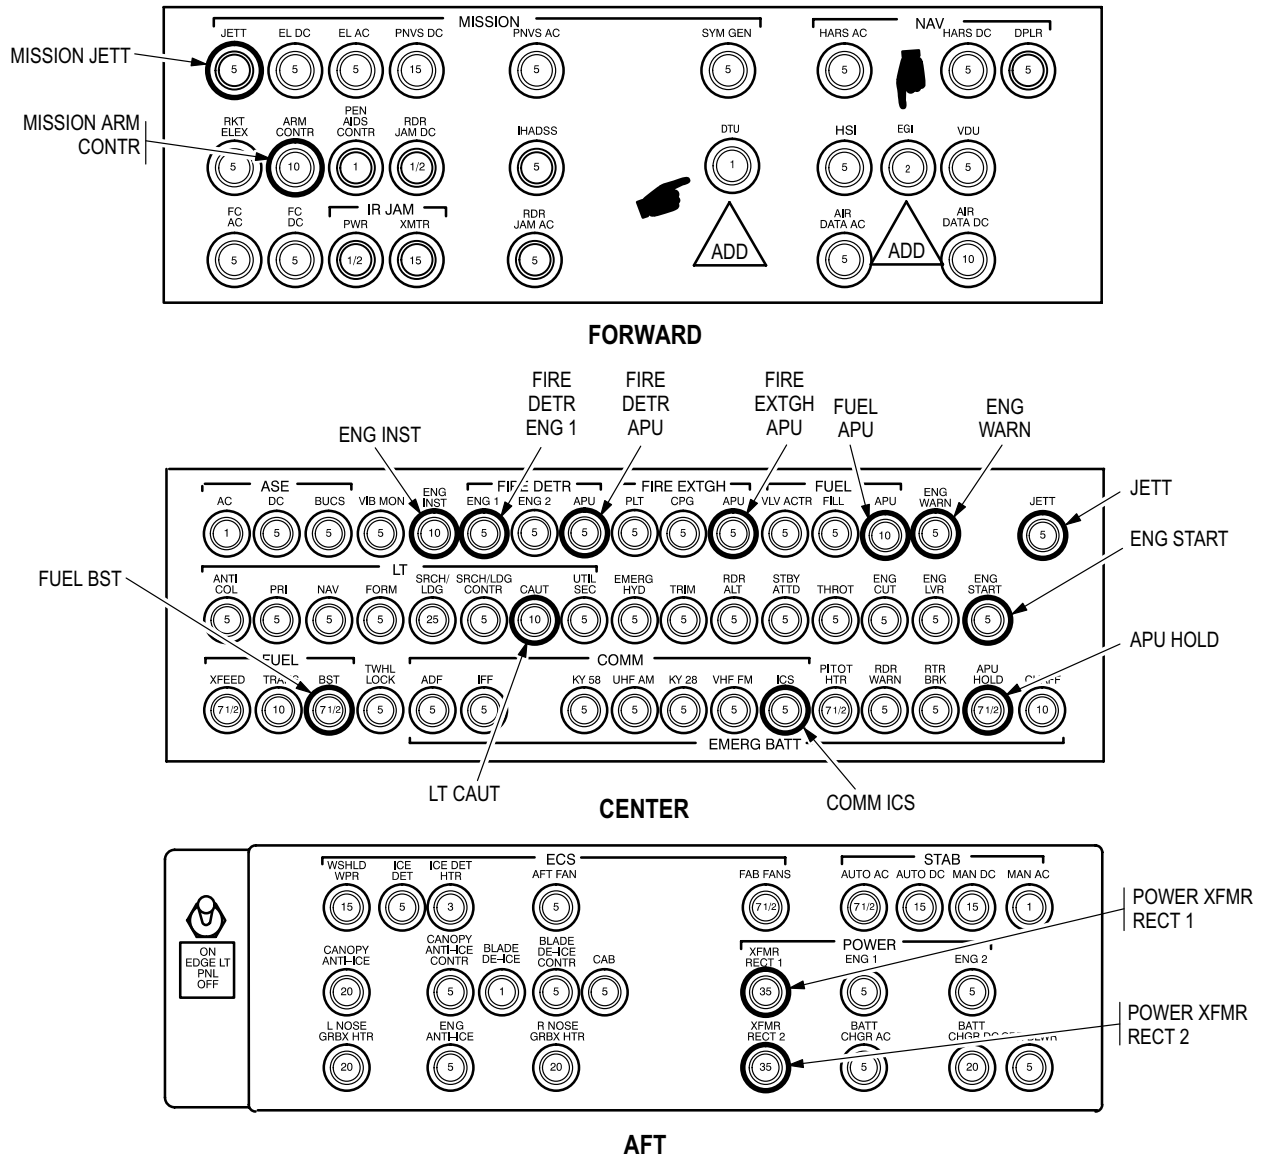 MISSION
NAV
JETT EL DC EL AC PNVS DC PNVS AC SYM GEN HARS AC HARS DC DPLR
MISSION JETT
5 5 5 15 5 5 5 5 5
MISSION ARM
CONTR
RKT
ELEX
ARM
CONTR
PEN
AIDS
CONTR
RDR
JAM DC
IHADSS
DTU
HSI
EGI
VDU
5 10 1 1/2 5 1 5 2 5
FC
AC
FC
DC
IR JAM
PWR XMTR
RDR
JAM AC
ADD
AIR
DATA AC
ADD
AIR
DATA DC
5 5 1/2 15 5 5 10
FORWARD
ENG INST
FIRE
DETR
ENG 1
FIRE
DETR
APU
FIRE
EXTGH
APU
FUEL
APU
ENG
WARN
JETT
ENG START
APU HOLD
FUEL BST
ASE
FIRE DETR
FIRE EXTGH
FUEL
AC DC BUCS VIB MON
ENG
INST
ENG 1 ENG 2 APU PLT CPG APU VLV ACTR FILL APU
ENG
WARN
JETT
1 5 5 5 10 5 5 5 5 5 5 5 5 10 5 5
LT
ANTI
COL
PRI NAV FORM
SRCH/
LDG
SRCH/LDG
CONTR
CAUT
UTIL
SEC
EMERG
HYD
TRIM
RDR
ALT
STBY
ATTD
THROT
ENG
CUT
ENG
LVR
ENG
START
5 5 5 5 25 5 10 5 5 5 5 5 5 5 5 5
FUEL
COMM
XFEED
BST
TWHL
LOCK
ADF IFF KY 58 UHF AM KY 28 VHF FM ICS
PITOT
HTR
RDR
WARN
RTR
BRK
APU
HOLD
7 1/2 10 7 1/2 5 5 5 5 5 5 5 5 7 1/2 5 5 7 1/2 10
EMERG BATT
LT CAUT
COMM ICS
CENTER
ECS
STAB
WSHLD
WPR
ICE
DET
ICE DET
HTR
AFT FAN FAB FANS AUTO AC AUTO DC MAN DC MAN AC
15 5 3 5 7 1/2 7 1/2 15 15 1
POWER XFMR
RECT 1
ON
EDGE LT
PNL
OFF
CANOPY
ANTI-ICE
CANOPY
ANTI-ICE
CONTR
BLADE
DE-ICE
BLADE
DE-ICE
CONTR
CAB
POWER
XFMR
RECT 1
ENG 1 ENG 2
20 5 1 5 5 35 5 5
POWER XFMR
RECT 2
L NOSE
GRBX HTR
ENG
ANTI-ICE
R NOSE
GRBX HTR
XFMR
RECT 2
BATT
CHGR AC
BATT
CHGR DC
20 5 20 35 5 20 5
AFT